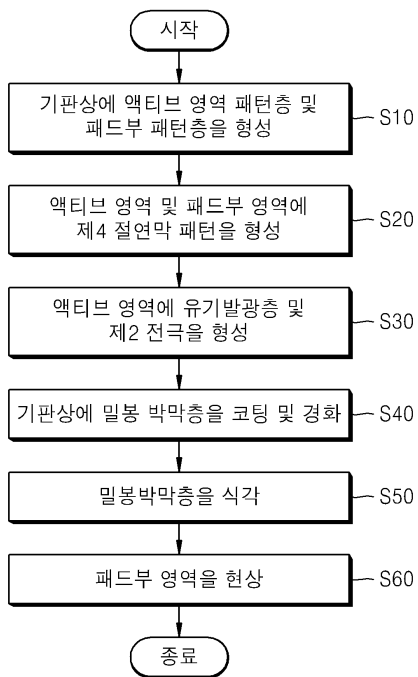 시작
기판상에 액티브 영역 패턴층 및
패드부 패턴층을 형성
S10
액티브 영역 및 패드부 영역에
제4 절연막 패턴을 형성
S20
액티브 영역에 유기발광층 및
제2 전극을 형성
S30
기판상에 밀봉 박막층을 코팅 및 경화
S40
밀봉박막층을 식각
S50
패드부 영역을 현상
S60
종료